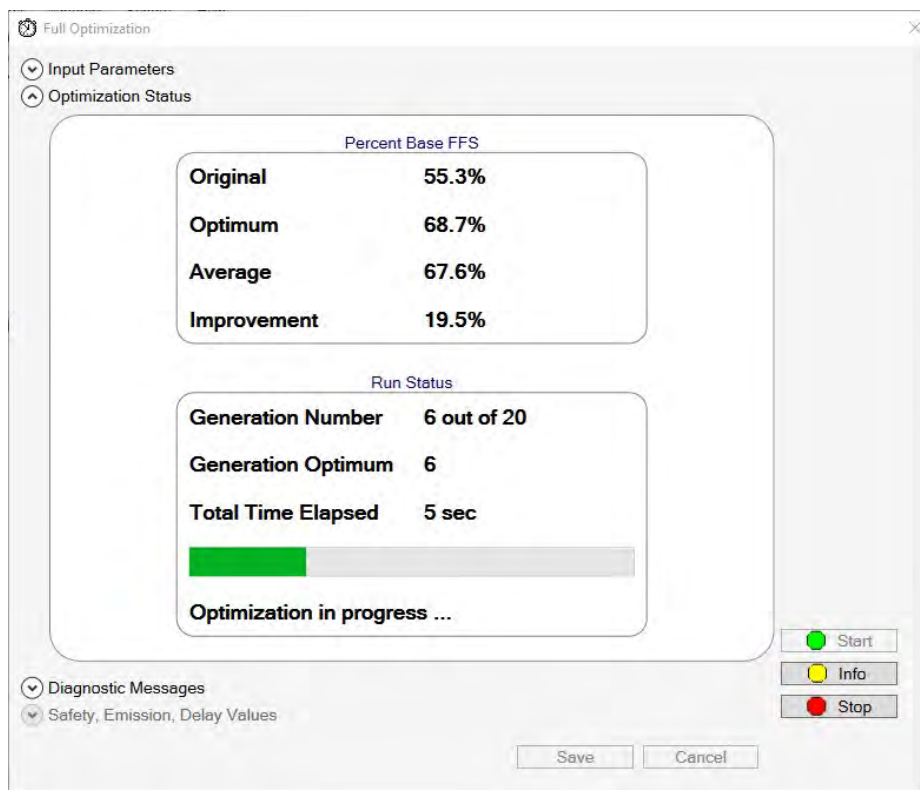 Full Optimization
Input Parameters
Optimization Status
Percent Base FFS
Original 55.3%
Optimum 68.7%
Average 67.6%
Improvement 19.5%
Run Status
Generation Number 6 out of 20
Generation Optimum 6
Total Time Elapsed 5 sec
Optimization in progress ...
Start
Info
Stop
Diagnostic Messages
Safety, Emission, Delay Values
Save Cancel